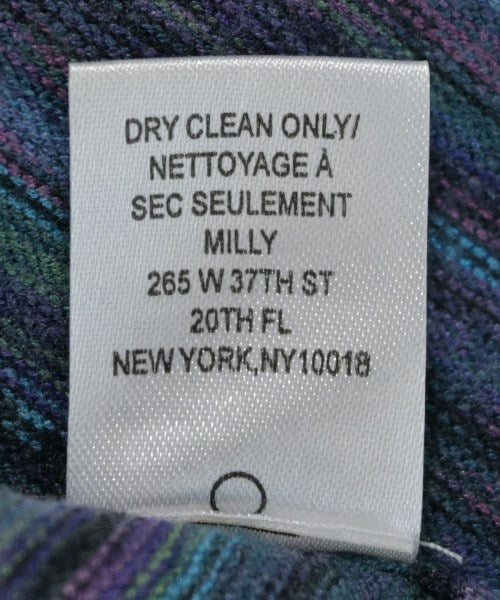 DRY CLEAN ONLY/
NETTOYAGE À
SEC SEULEMENT
MILLY
265 W 37TH ST
20TH FL
NEW YORK,NY10018